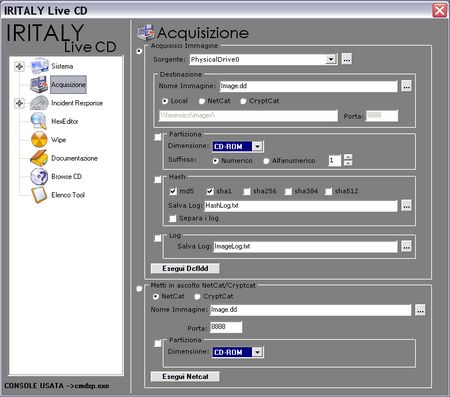 IRITALY Live CD
IRITALY
Live CD
Sistema
Acquisizione
Incident Response
HexEditor
Wipe
Documentazione
Browse CD
Elenco Tool
CONSOLE USATA -->cmdxp.exe
Acquisizione
Acquisisci Immagine
Sorgente: PhysicalDrive0 ...
Destinazione
Nome Immagine: Image.dd ...
Local NetCat CryptCat
\\forensics\images\ Porta: 8888
Partiziona
Dimensione: CD-ROM
Suffisso: Numerico Alfanumerico 1
Hash
md5 sha1 sha256 sha384 sha512
Salva Log: HashLog.txt ...
Separa i log
Log
Salva Log: ImageLog.txt ...
Esegui Dcfldd
Metti in ascolto NetCat/Cryptcat
NetCat CryptCat
Nome Immagine: Image.dd ...
Porta: 8888
Partiziona
Dimensione: CD-ROM
Esegui Netcat